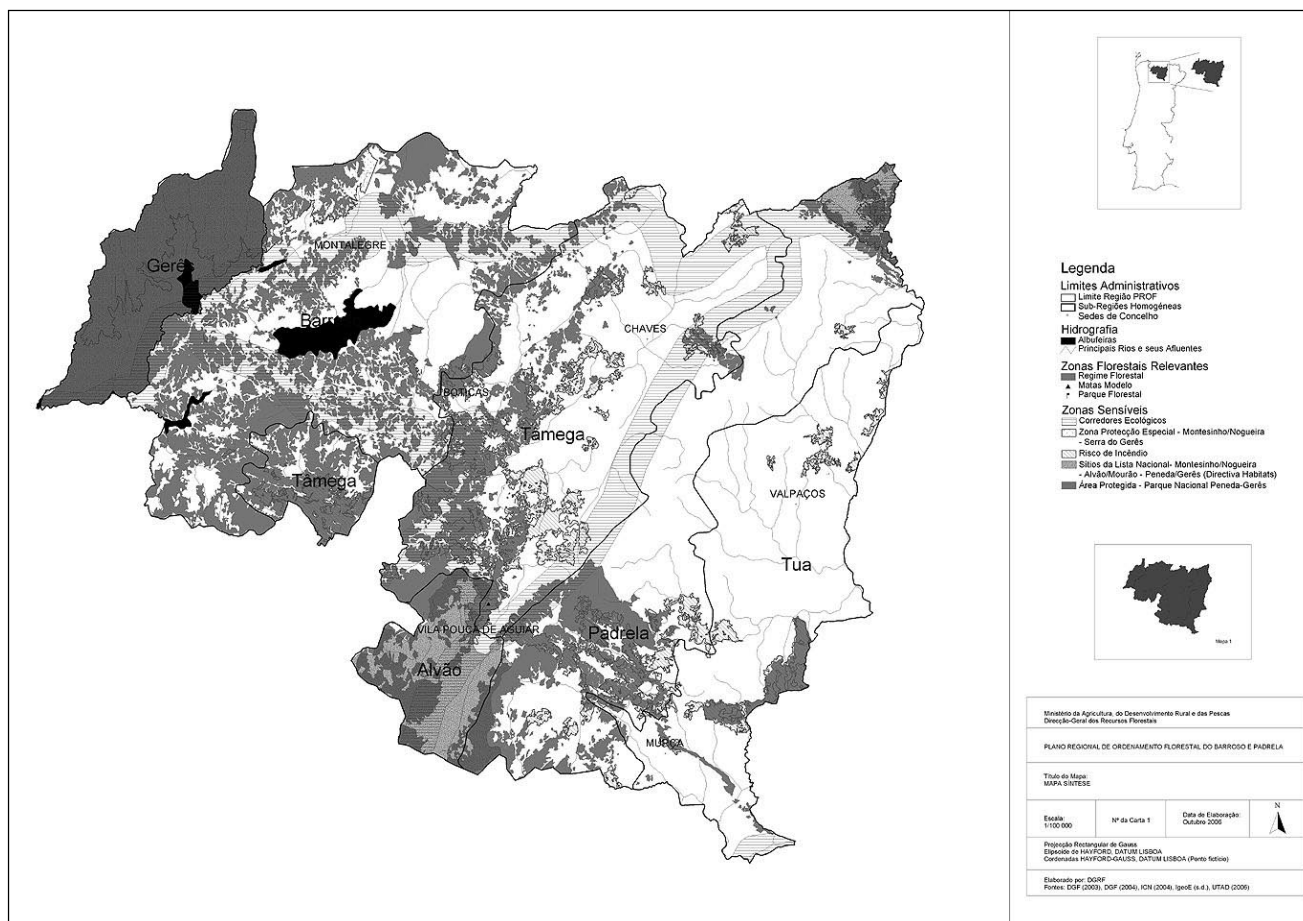 Gerês
MONTALEGRE
Barr
CHAVES
BOTICAS
Tâmega
Tâmega
VALPAÇOS
Tua
VILA POUCA DE AGUIAR
Padrela
Alvão
MURÇA
Legenda
Limites Administrativos
Limite Região PROF
Sub-Regiões Homogéneas
Sedes de Concelho
Hidrografia
Albufeiras
Principais Rios e seus Afluentes
Zonas Florestais Relevantes
Regime Florestal
Matas Modelo
Parque Florestal
Zonas Sensíveis
Corredores Ecológicos
Zona Protecção Especial - Montesinho/Nogueira
- Serra do Gerês
Risco de Incêndio
Sítios da Lista Nacional- Montesinho/Nogueira
- Alvão/Mourão - Peneda/Gerês (Directiva Habitats)
Área Protegida - Parque Nacional Peneda-Gerês
Mapa 1
Ministério da Agricultura, do Desenvolvimento Rural e das Pescas
Direcção-Geral dos Recursos Florestais
PLANO REGIONAL DE ORDENAMENTO FLORESTAL DO BARROSO E PADRELA
Título do Mapa:
MAPA SÍNTESE
Escala:
1/100 000
Nº da Carta 1
Data de Elaboração:
Outubro 2006
N
Projecção Rectangular de Gauss
Elipsoide de HAYFORD, DATUM LISBOA
Cordenadas HAYFORD-GAUSS, DATUM LISBOA (Ponto fictício)
Elaborado por: DGRF
Fontes: DGF (2003), DGF (2004), ICN (2004), IgeoE (s.d.), UTAD (2006)